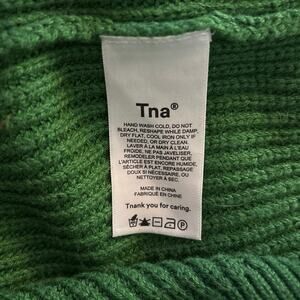 Tna®
HAND WASH COLD, DO NOT
BLEACH, RESHAPE WHILE DAMP,
DRY FLAT, COOL IRON ONLY IF
NEEDED, OR DRY CLEAN.
LAVER À LA MAIN À L'EAU
FROIDE, NE PAS JAVELISER,
REMODELER PENDANT QUE
L'ARTICLE EST ENCORE HUMIDE,
SÉCHER À PLAT, REPASSAGE
DOUX SI NÉCESSAIRE, OU
NETTOYER À SEC.
MADE IN CHINA
FABRIQUÉ EN CHINE
Thank you for caring.